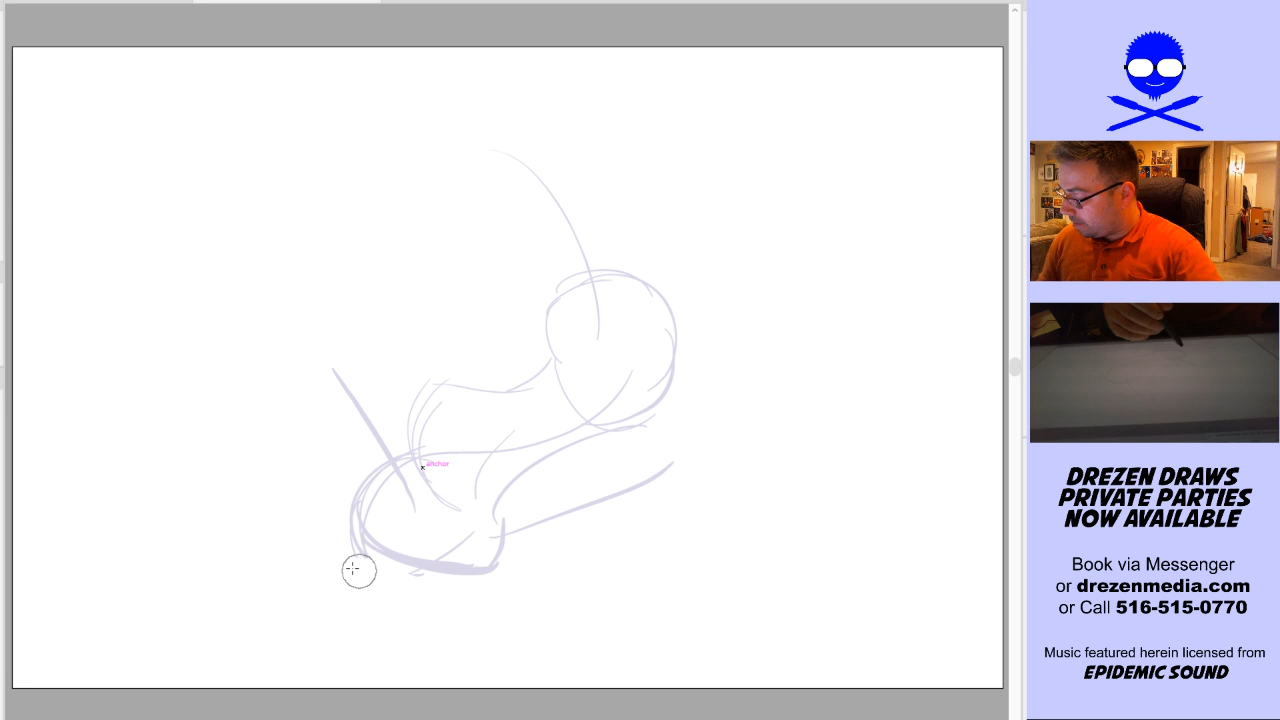 anchor
DREZEN DRAWS
PRIVATE PARTIES
NOW AVAILABLE
Book via Messenger
or drezenmedia.com
or Call 516-515-0770
Music featured herein licensed from
EPIDEMIC SOUND